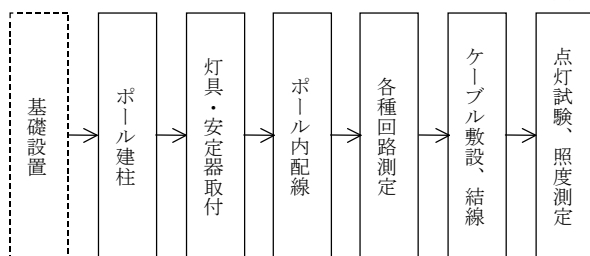 基礎設置
ポール建柱
灯具・安定器取付
ポール内配線
各種回路測定
ケーブル敷設、結線
点灯試験、照度測定